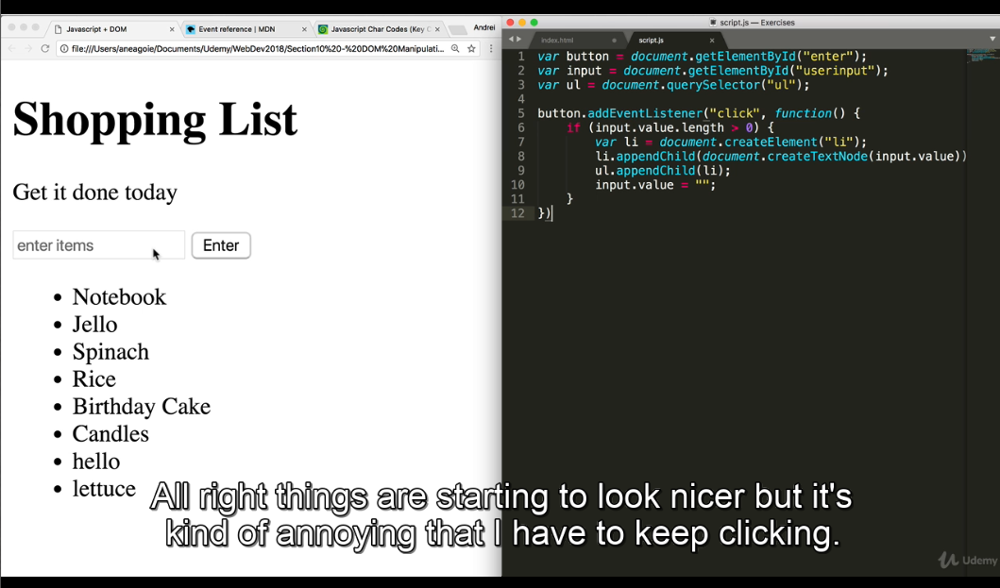 Javascript + DOM
Event reference | MDN
Javascript Char Codes (Key C
Andrei
file:///Users/aneagoie/Documents/Udemy/WebDev2018/Section10%20-%20DOM%20Manipulati...
Shopping List
Get it done today
enter items
Enter
• Notebook
• Jello
• Spinach
• Rice
• Birthday Cake
• Candles
• hello
• lettuce
script.js — Exercises
index.html
script.js
1 var button = document.getElementById("enter");
2 var input = document.getElementById("userinput");
3 var ul = document.querySelector("ul");
4
5 button.addEventListener("click", function() {
6 if (input.value.length > 0) {
7 var li = document.createElement("li");
8 li.appendChild(document.createTextNode(input.value))
9 ul.appendChild(li);
10 input.value = "";
11 }
12 })
All right things are starting to look nicer but it's
kind of annoying that I have to keep clicking.
Udemy